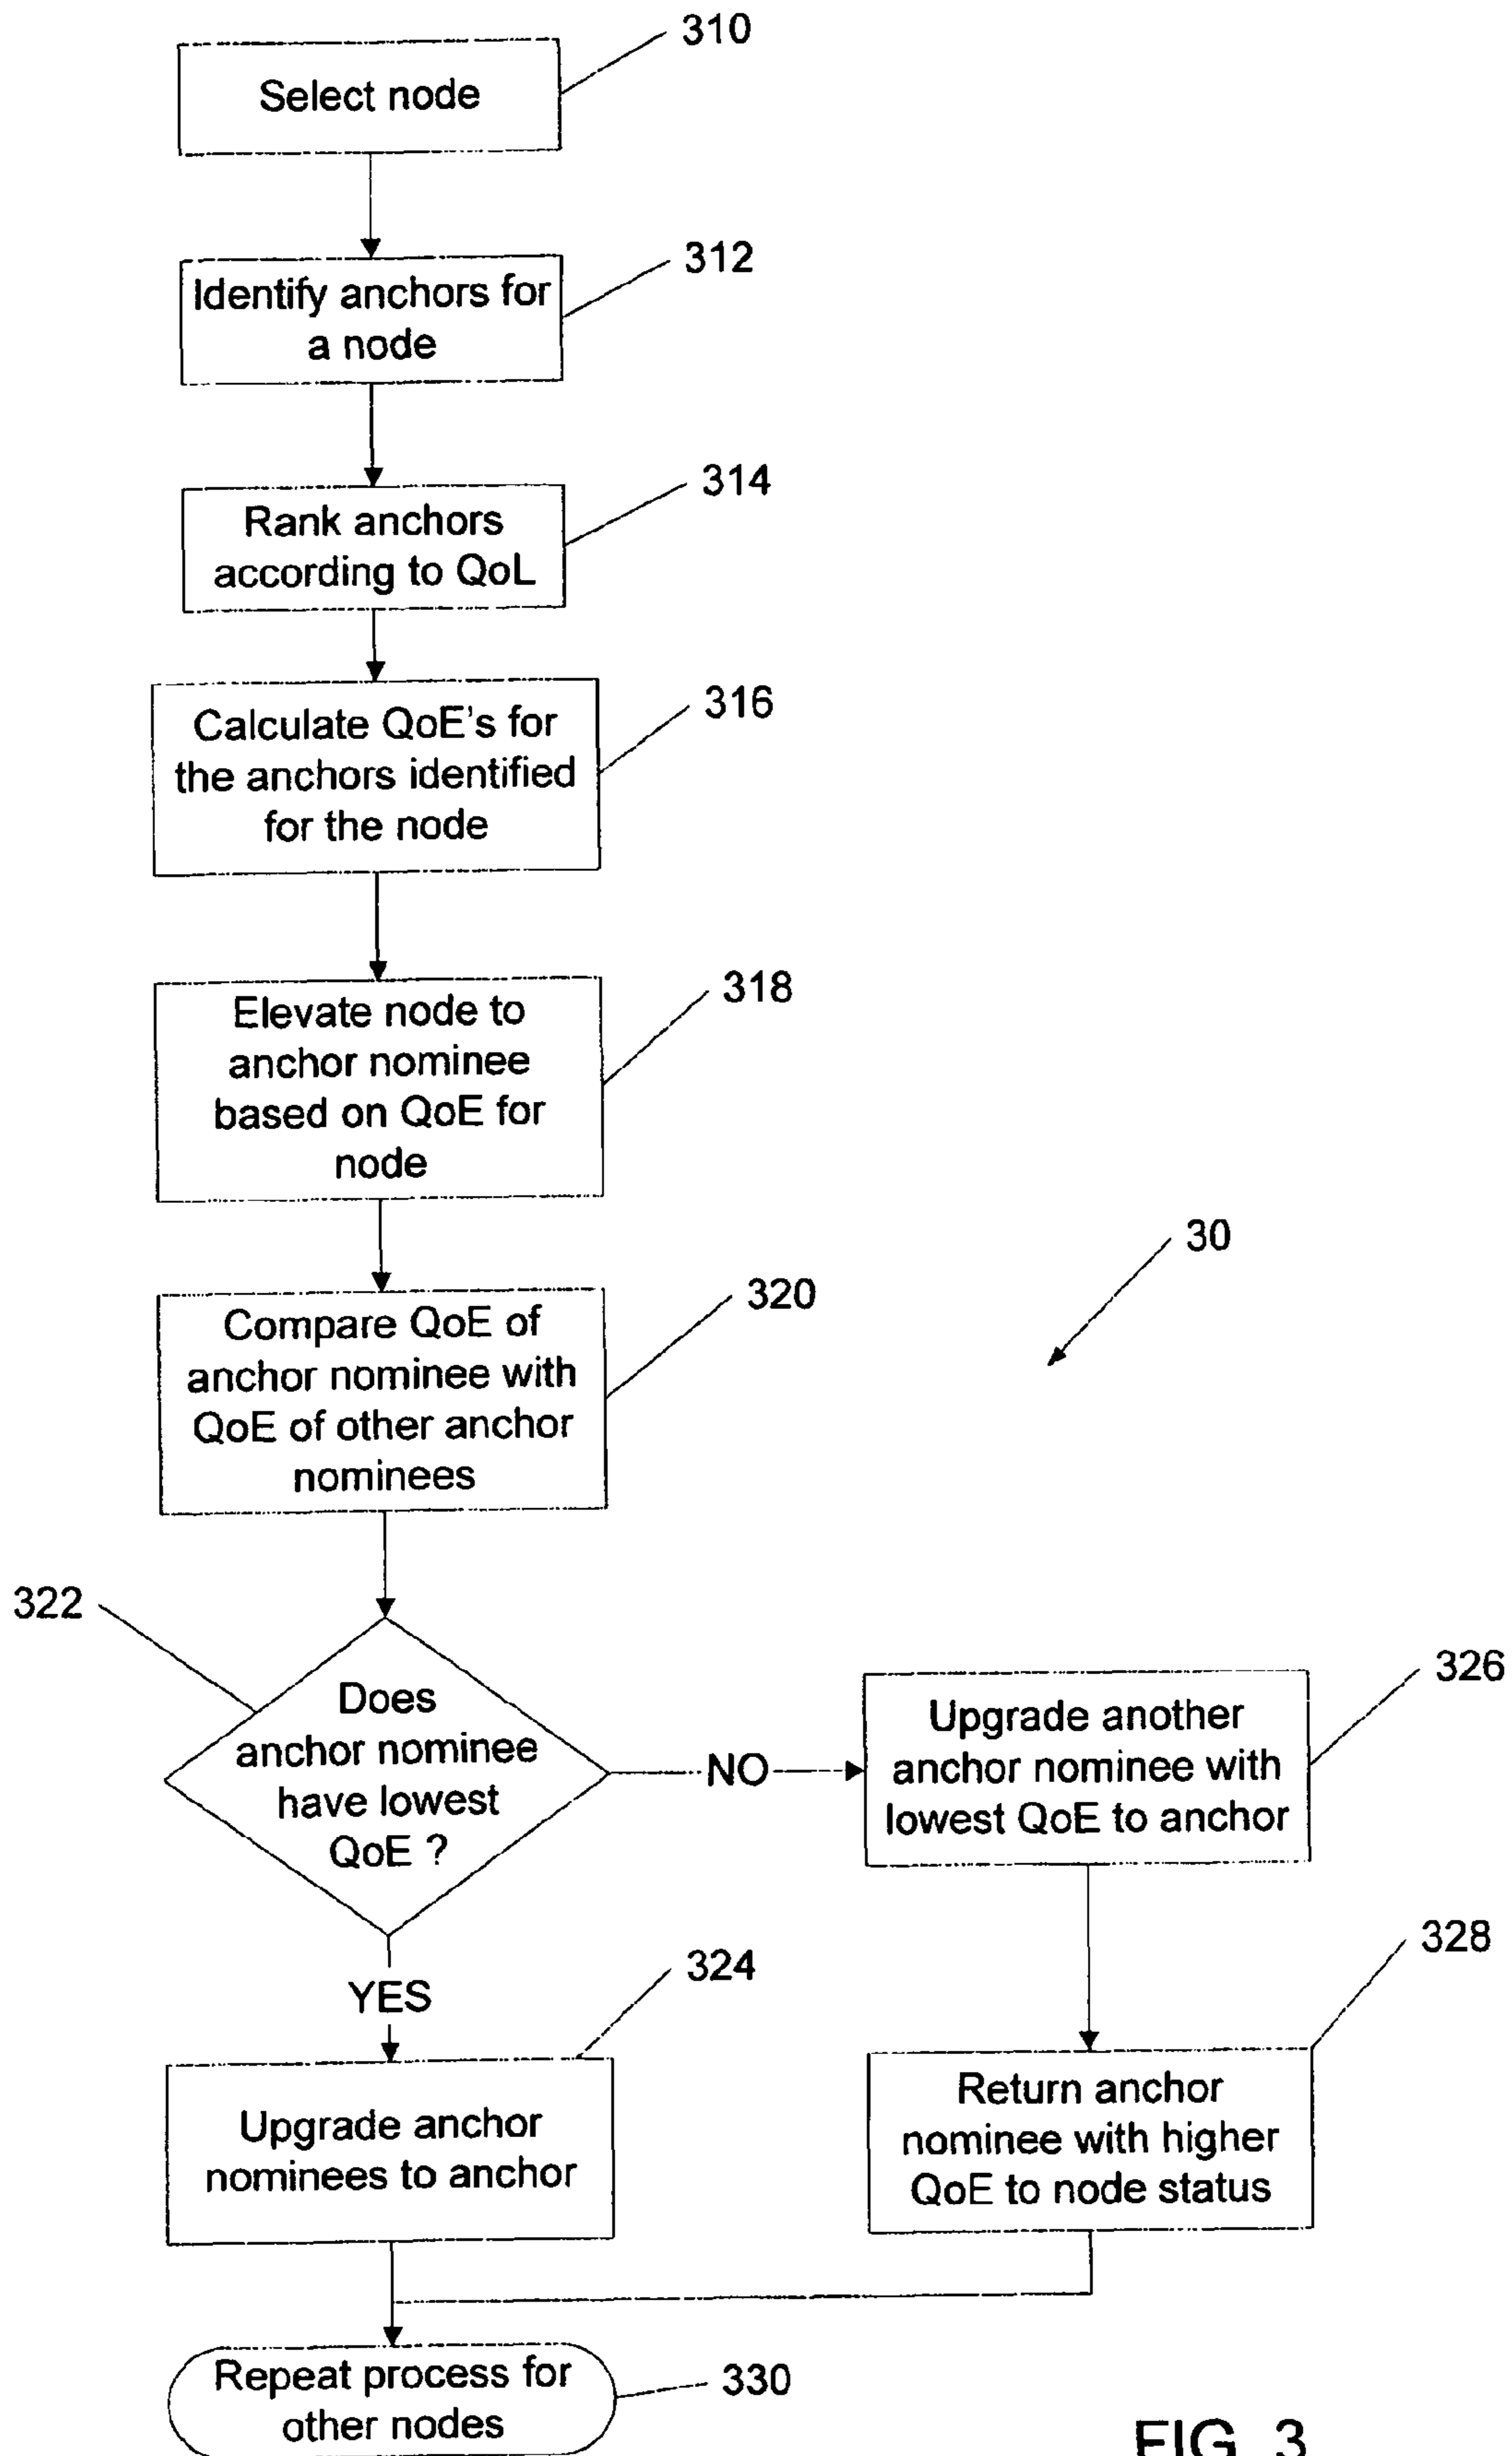 310
Select node
312
Identify anchors for
a node
314
Rank anchors
according to QoL
316
Calculate QoE's for
the anchors identified
for the node
318
Elevate node to
anchor nominee
based on QoE for
node
30
320
Compare QoE of
anchor nominee with
QoE of other anchor
nominees
322
Does
anchor nominee
have lowest
QoE ?
NO
326
Upgrade another
anchor nominee with
lowest QoE to anchor
YES
324
Upgrade anchor
nominees to anchor
328
Return anchor
nominee with higher
QoE to node status
Repeat process for
other nodes
330
FIG. 3